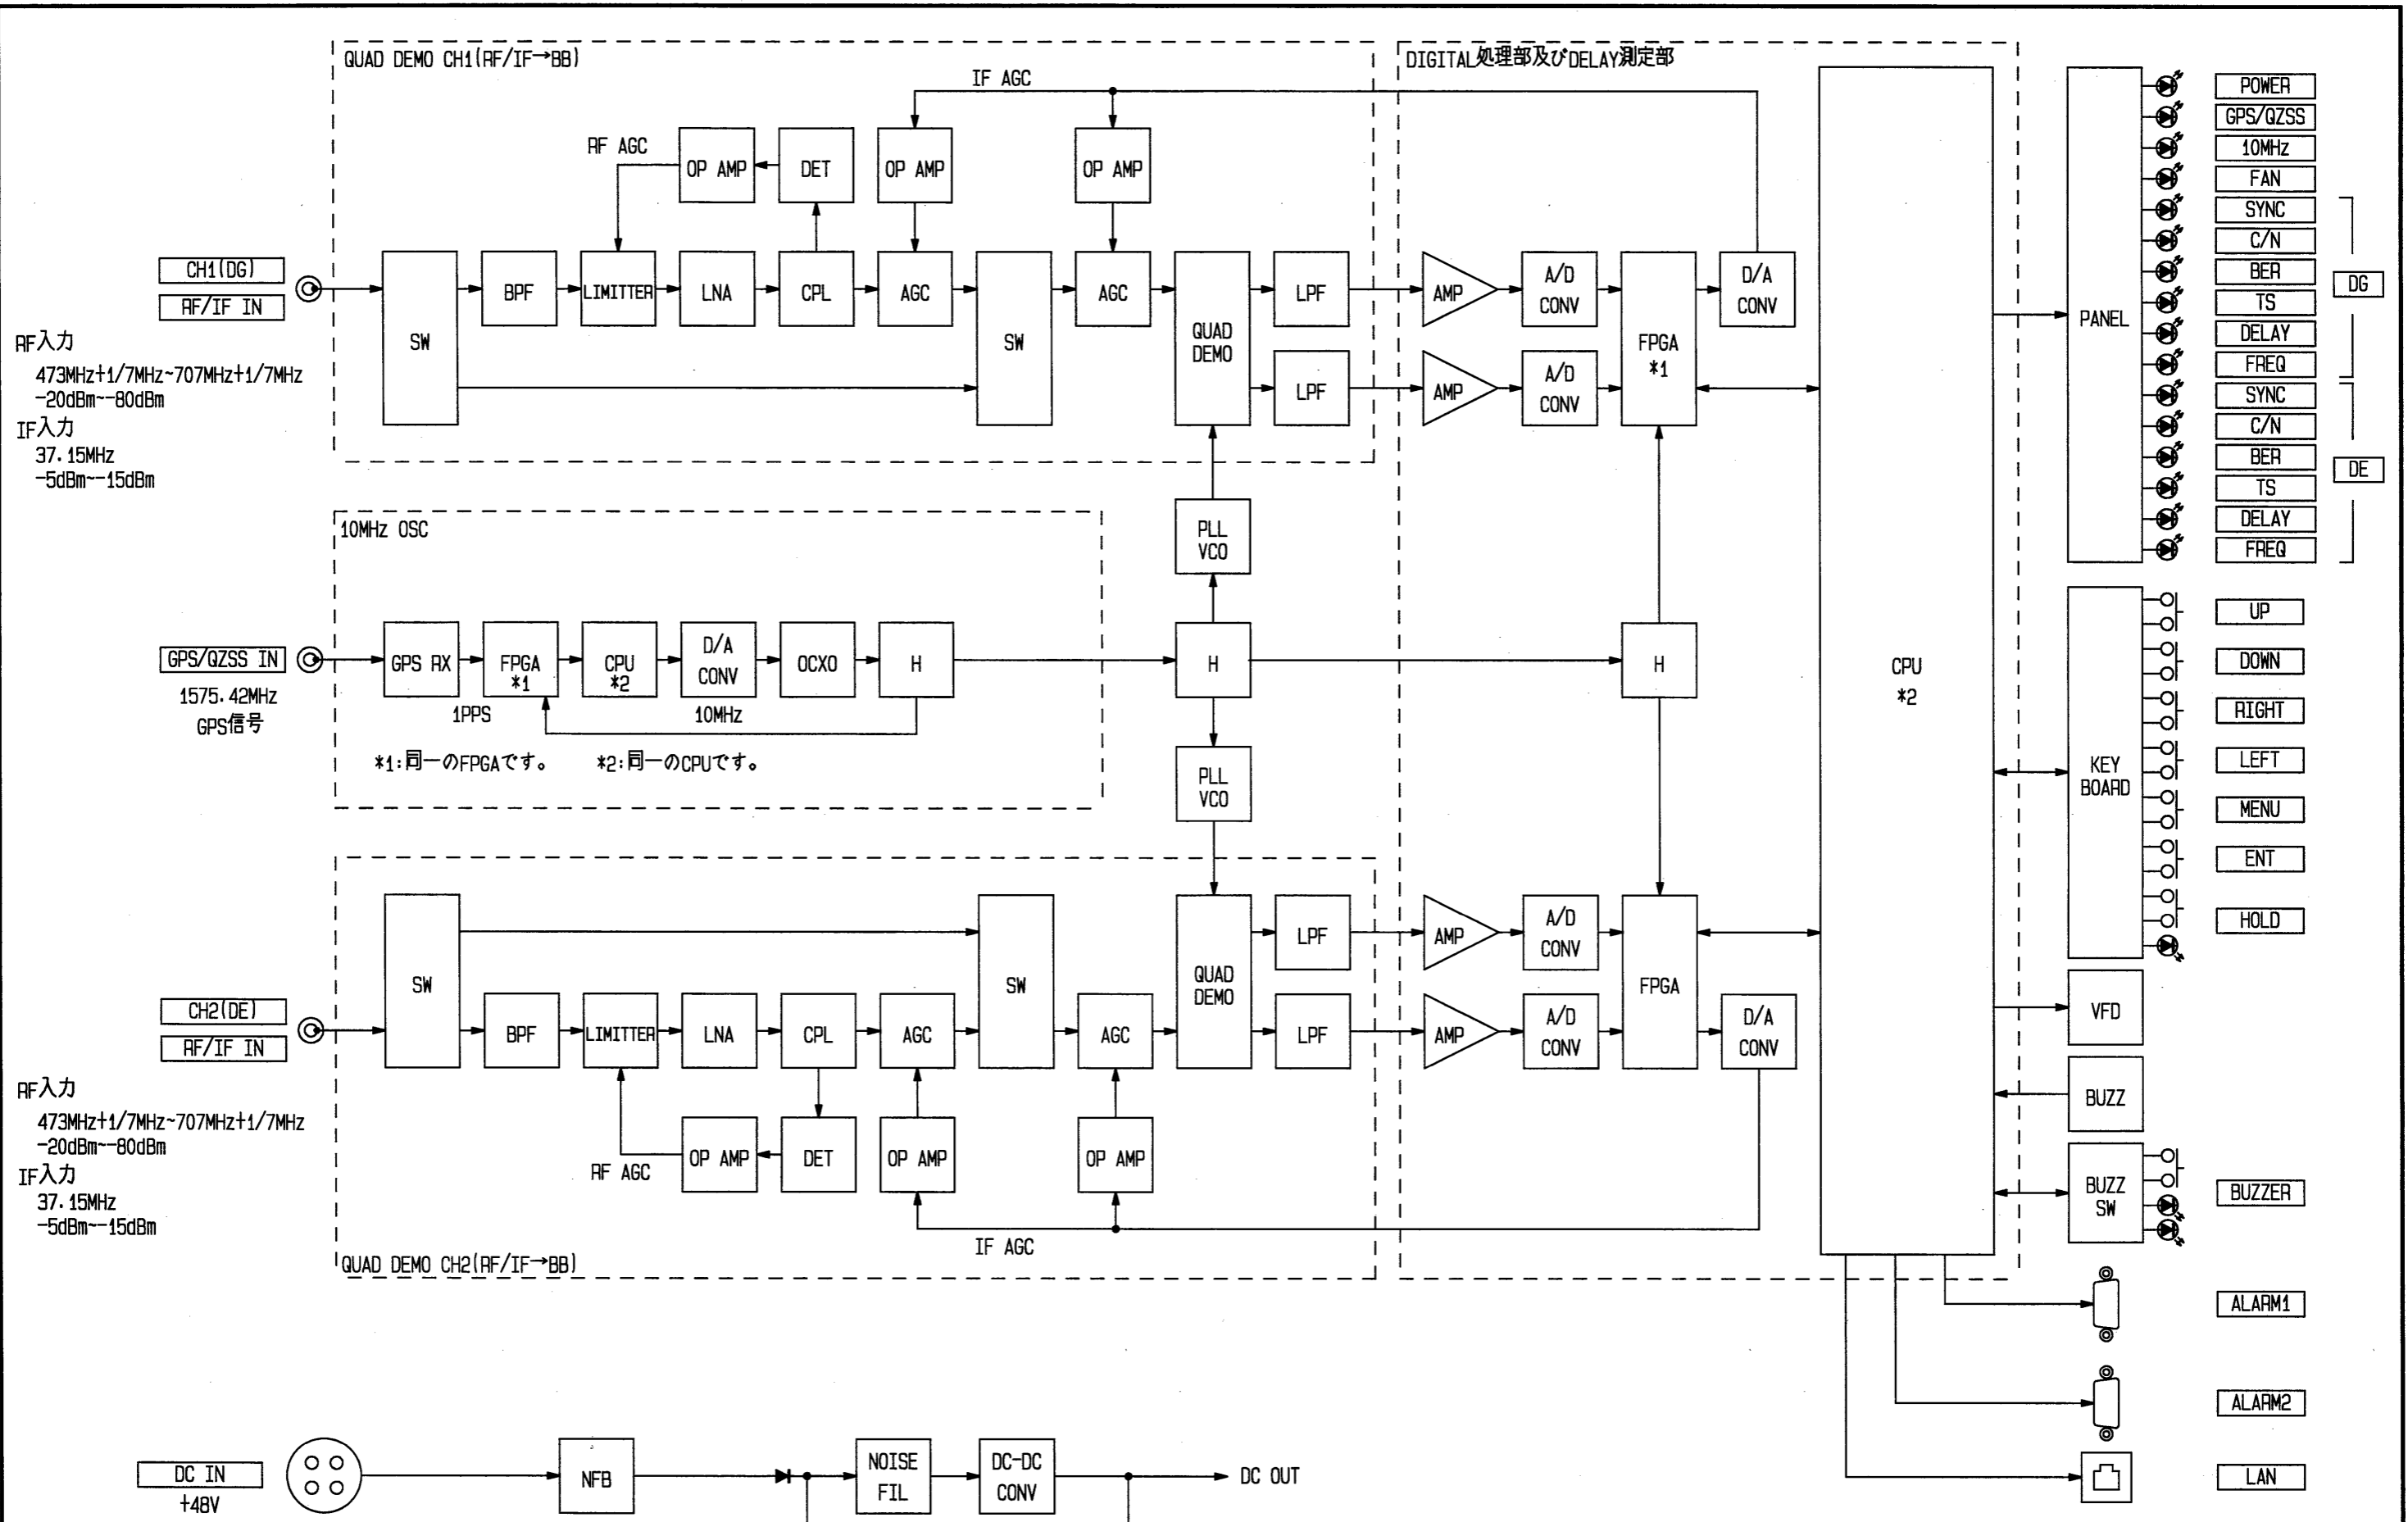 QUAD DEMO CH1(RF/IF→BB)
IF AGC
RF AGC
OP AMP
DET
OP AMP
OP AMP
CH1(DG)
RF/IF IN
RF入力
473MHz+1/7MHz~707MHz+1/7MHz
-20dBm~-80dBm
IF入力
37.15MHz
-5dBm~-15dBm
SW
BPF
LIMITTER
LNA
CPL
AGC
SW
AGC
QUAD
DEMO
LPF
LPF
DIGITAL処理部及びDELAY測定部
AMP
A/D
CONV
AMP
A/D
CONV
FPGA
*1
D/A
CONV
PLL
VCO
10MHz OSC
GPS/QZSS IN
1575.42MHz
GPS信号
GPS RX
FPGA
*1
CPU
*2
D/A
CONV
OCXO
H
1PPS
10MHz
*1:同一のFPGAです。
*2:同一のCPUです。
H
H
PLL
VCO
CPU
*2
CH2(DE)
RF/IF IN
RF入力
473MHz+1/7MHz~707MHz+1/7MHz
-20dBm~-80dBm
IF入力
37.15MHz
-5dBm~-15dBm
SW
BPF
LIMITTER
LNA
CPL
AGC
SW
AGC
QUAD
DEMO
LPF
LPF
RF AGC
OP AMP
DET
OP AMP
OP AMP
IF AGC
QUAD DEMO CH2(RF/IF→BB)
AMP
A/D
CONV
AMP
A/D
CONV
FPGA
D/A
CONV
PANEL
POWER
GPS/QZSS
10MHz
FAN
SYNC
C/N
BER
TS
DELAY
FREQ
DG
SYNC
C/N
BER
TS
DELAY
FREQ
DE
KEY
BOARD
UP
DOWN
RIGHT
LEFT
MENU
ENT
HOLD
VFD
BUZZ
BUZZ
SW
BUZZER
ALARM1
ALARM2
LAN
DC IN
+48V
NFB
NOISE
FIL
DC-DC
CONV
DC OUT